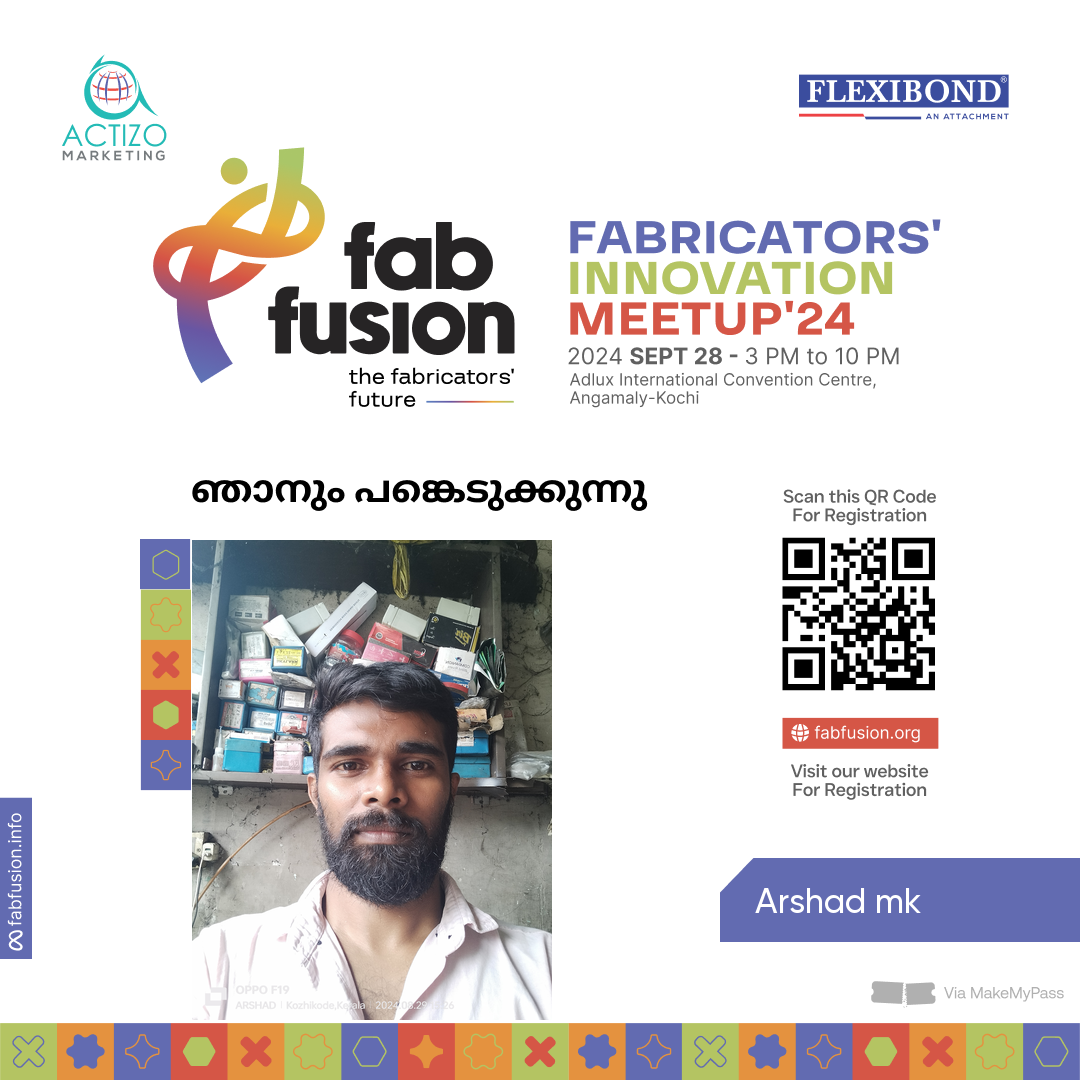 ACTIZO
MARKETING
FLEXIBOND®
AN ATTACHMENT
fab
fusion
the fabricators'
future
FABRICATORS'
INNOVATION
MEETUP'24
2024 SEPT 28 - 3 PM to 10 PM
Adlux International Convention Centre,
Angamaly-Kochi
ഞാനും പങ്കെടുക്കുന്നു
Scan this QR Code
For Registration
fabfusion.org
Visit our website
For Registration
fabfusion.info
Arshad mk
OPPO F19
ARSHAD | Kozhikode,Kerala
Via MakeMyPass